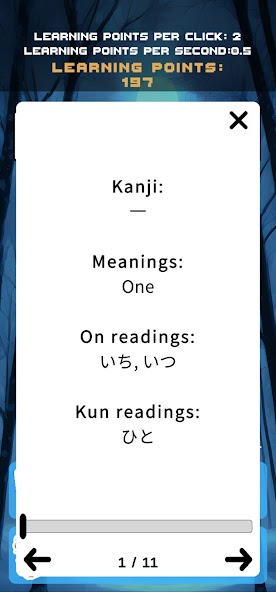 LEARNING POINTS PER CLICK: 2
LEARNING POINTS PER SECOND:0.5
LEARNING POINTS:
197
Kanji:
一
Meanings:
One
On readings:
いち, いつ
Kun readings:
ひと
1 / 11